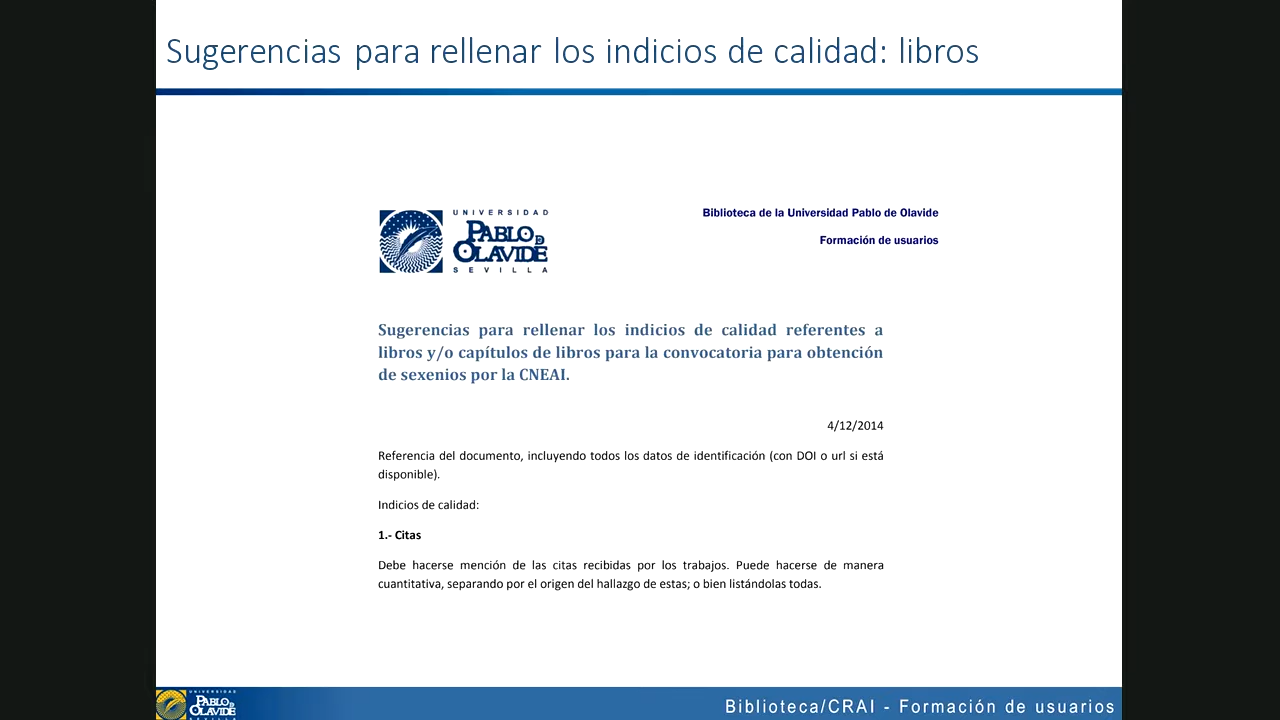 Sugerencias para rellenar los indicios de calidad: libros
UNIVERSIDAD
PABLO DE
OLAVIDE
SEVILLA
Biblioteca de la Universidad Pablo de Olavide
Formación de usuarios
Sugerencias para rellenar los indicios de calidad referentes a
libros y/o capítulos de libros para la convocatoria para obtención
de sexenios por la CNEAI.
4/12/2014
Referencia del documento, incluyendo todos los datos de identificación (con DOI o url si está
disponible).
Indicios de calidad:
1.- Citas
Debe hacerse mención de las citas recibidas por los trabajos. Puede hacerse de manera
cuantitativa, separando por el origen del hallazgo de estas; o bien listándolas todas.
UNIVERSIDAD
PABLO DE
OLAVIDE
SEVILLA
Biblioteca/CRAI - Formación de usuarios